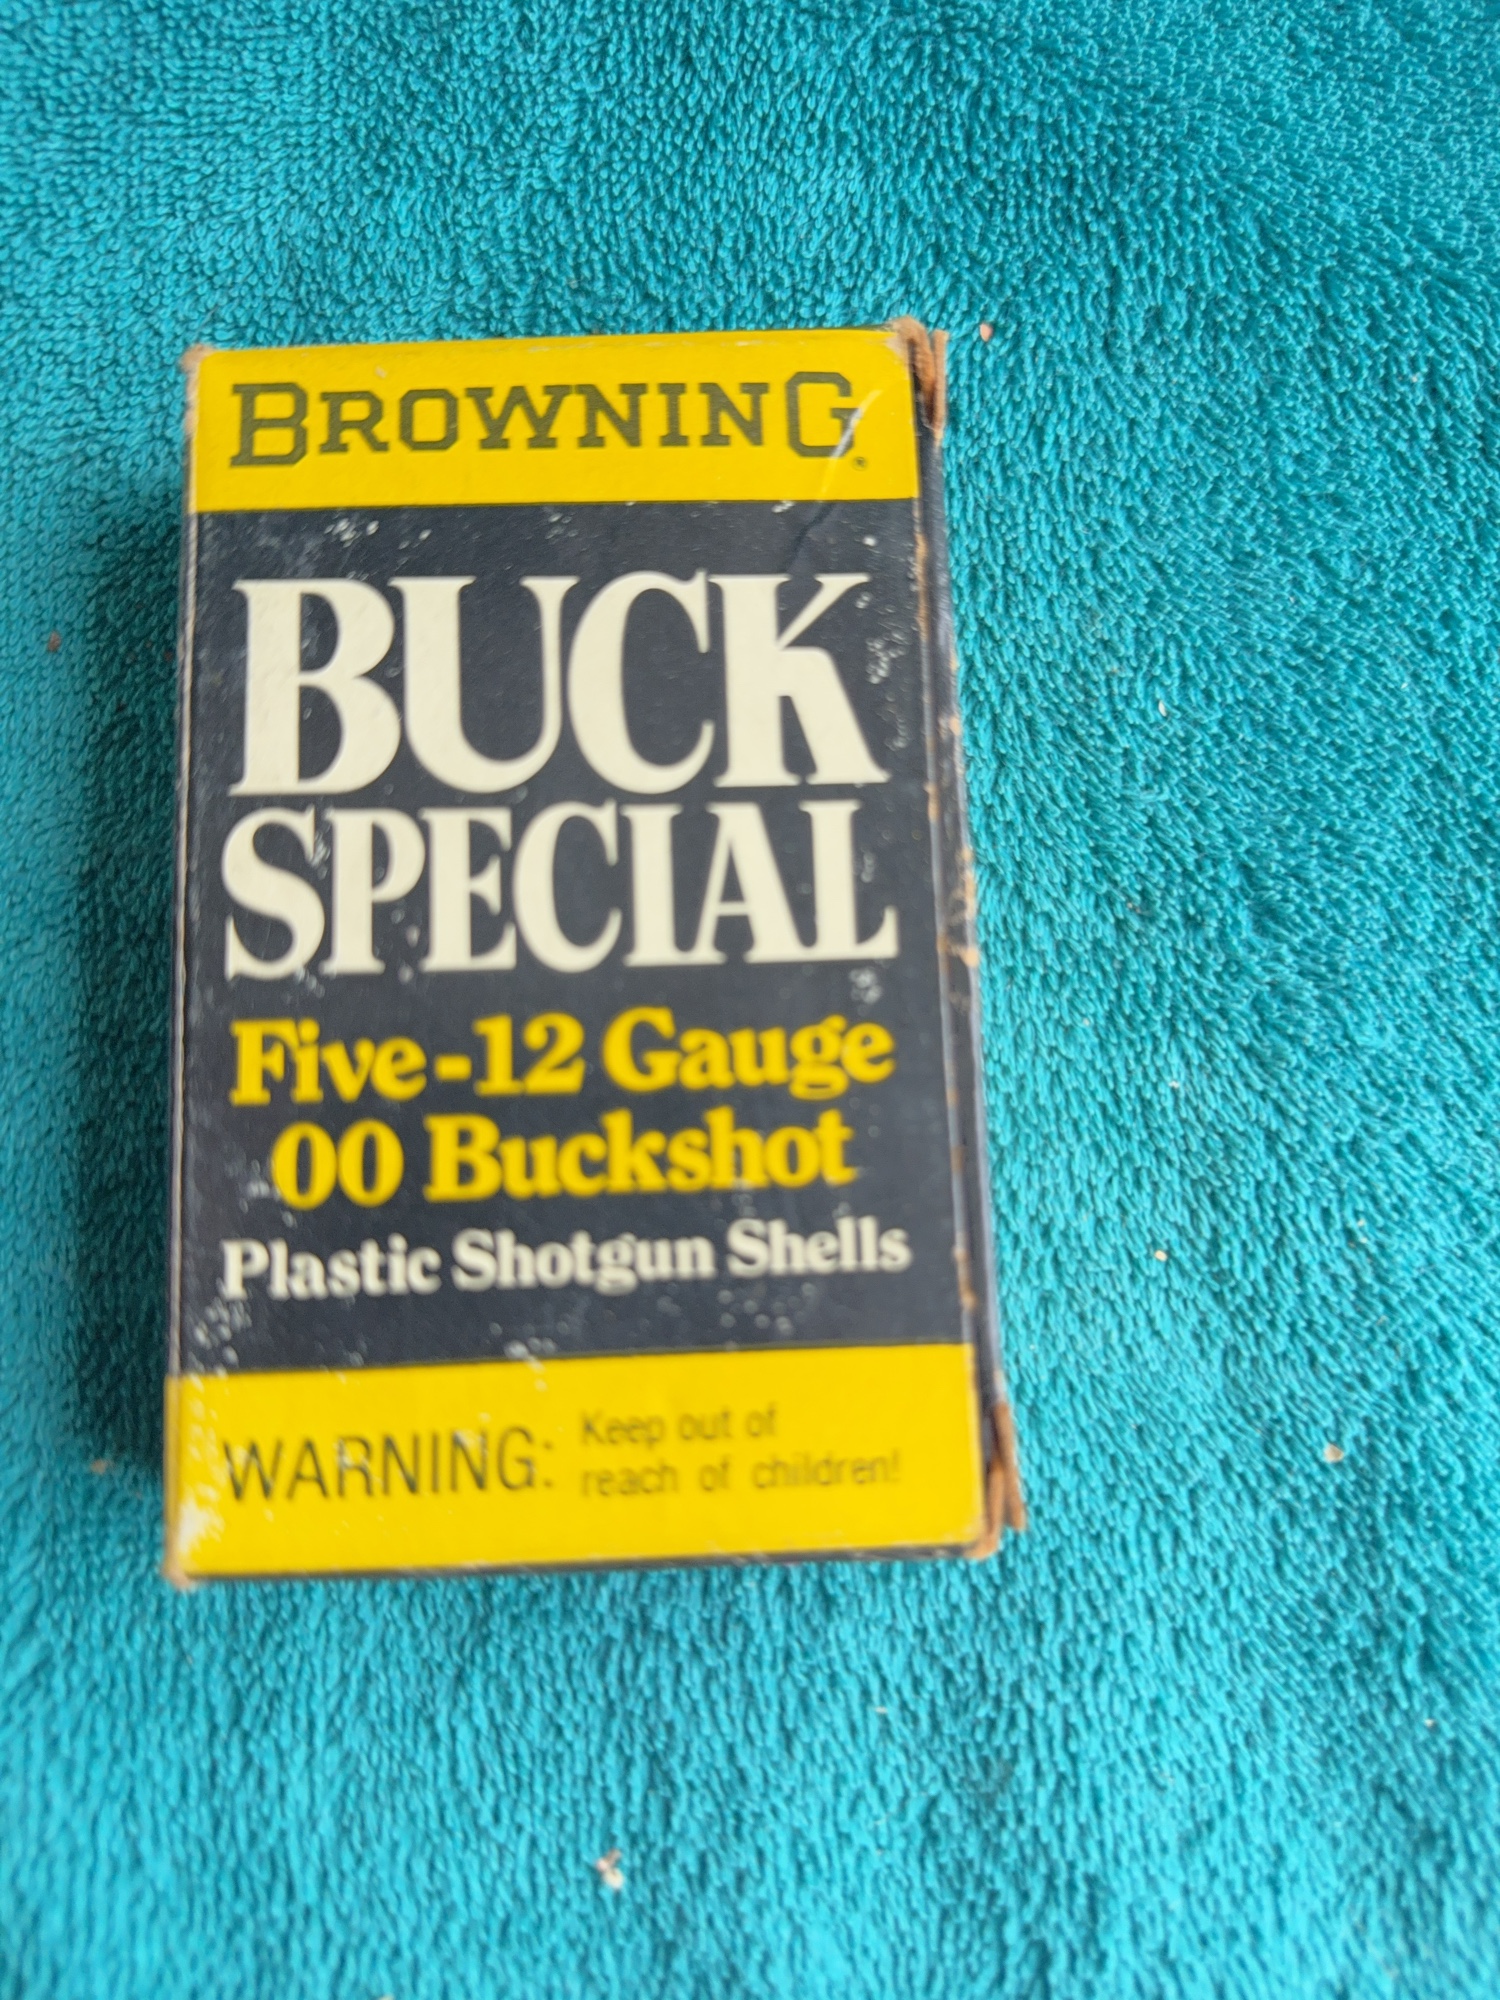 BROWNING®
BUCK
SPECIAL
Five-12 Gauge
00 Buckshot
Plastic Shotgun Shells
WARNING: Keep out of
reach of children!